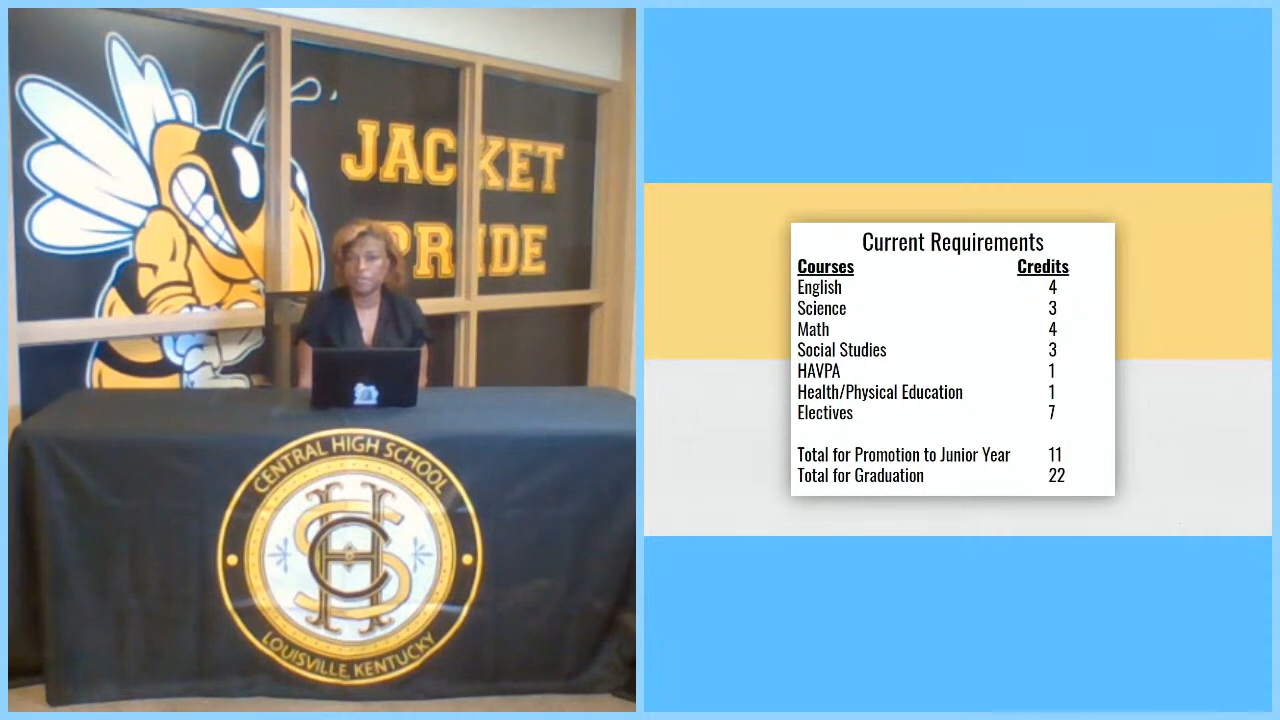 JACKET
PRIDE
CENTRAL HIGH SCHOOL
CHS
LOUISVILLE, KENTUCKY
Current Requirements
Courses Credits
English 4
Science 3
Math 4
Social Studies 3
HAVPA 1
Health/Physical Education 1
Electives 7
Total for Promotion to Junior Year 11
Total for Graduation 22